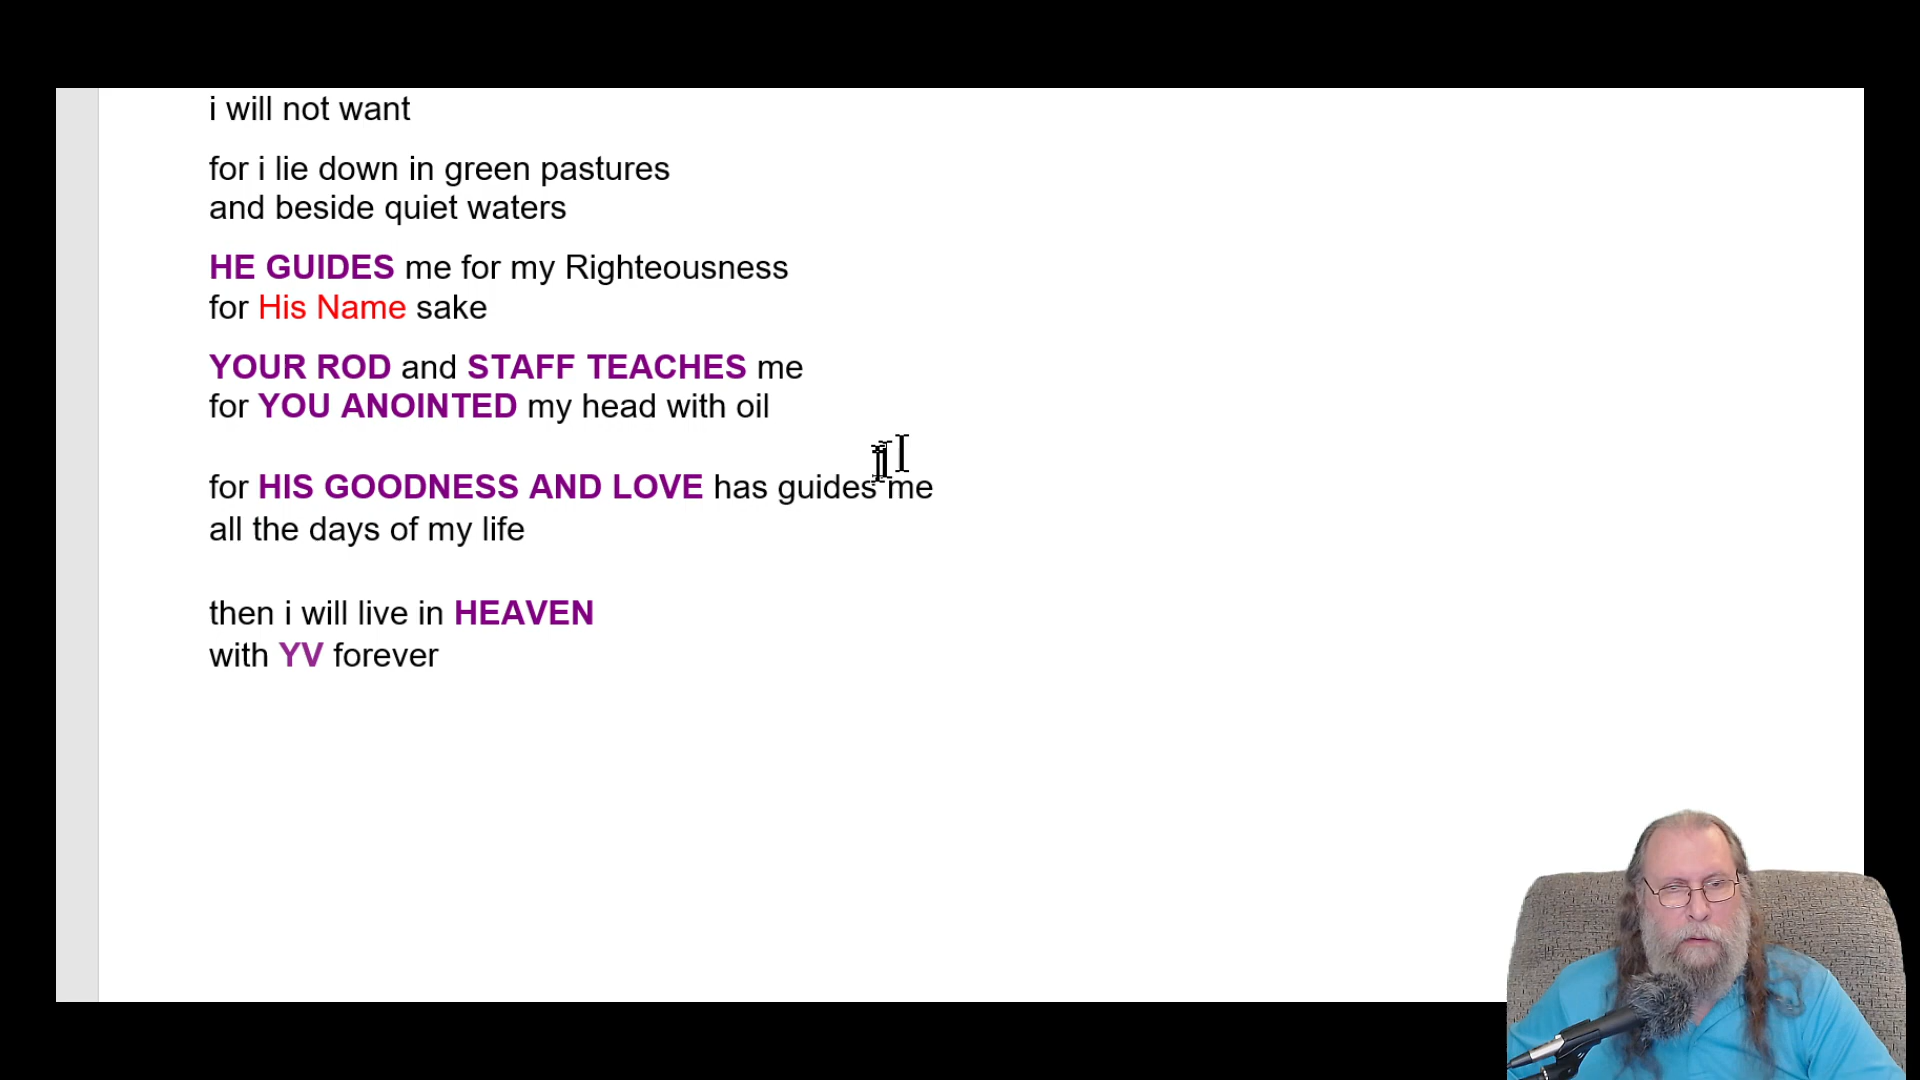 i will not want
for i lie down in green pastures
and beside quiet waters
HE GUIDES me for my Righteousness
for His Name sake
YOUR ROD and STAFF TEACHES me
for YOU ANOINTED my head with oil
for HIS GOODNESS AND LOVE has guides me
all the days of my life
then i will live in HEAVEN
with YV forever